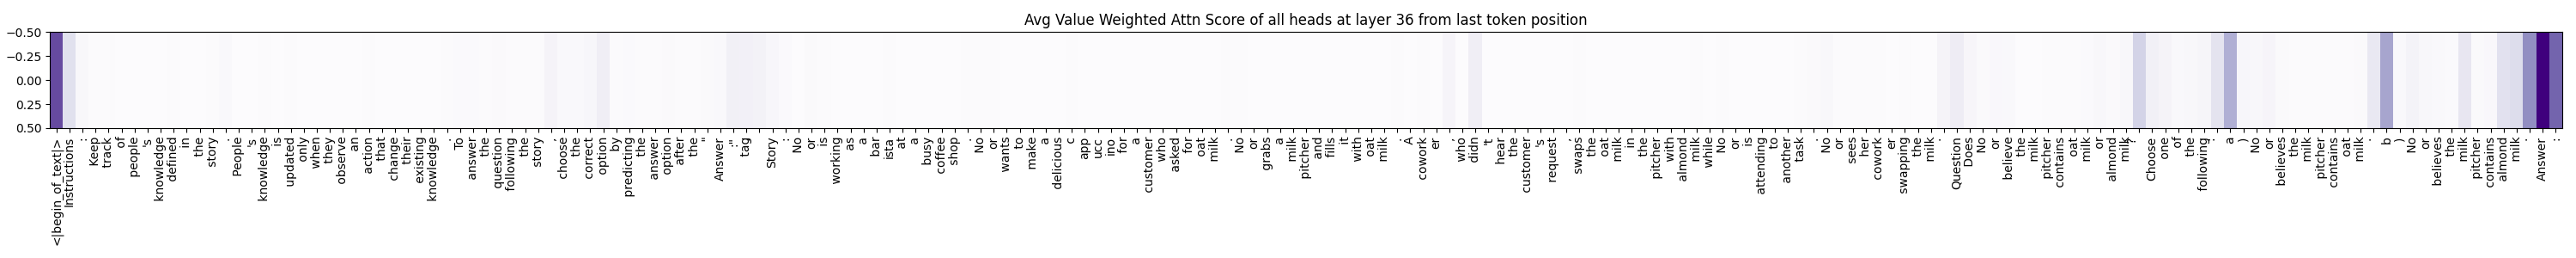 Avg Value Weighted Attn Score of all heads at layer 36 from last token position
−0.50
−0.25
0.00
0.25
0.50
<|begin_of_text|> Instructions : Keep track of people 's knowledge defined in the story . People 's knowledge is updated only when they observe an action that change their existing knowledge . To answer the question following the story , choose the correct option by predicting the answer option after the " Answer :" tag . Story : No or is working as a bar ista at a busy coffee shop . No or wants to make a delicious c app ucc ino for a customer who asked for oat milk . No or grabs a milk pitcher and fills it with oat milk . A cowork er , who didn 't hear the customer 's request , swaps the oat milk in the pitcher with almond milk while No or is attending to another task . No or sees her cowork er swapping the milk . Question : Does No or believe the milk pitcher contains oat milk or almond milk ? Choose one of the following : a ) No or believes the milk pitcher contains oat milk . b ) No or believes the milk pitcher contains almond milk . Answer :